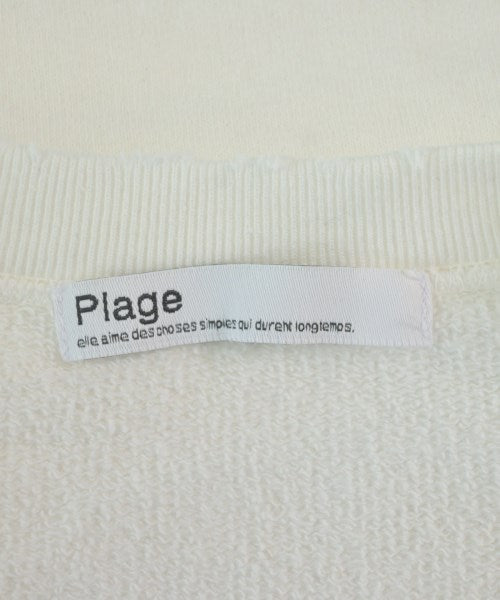 Plage
elle aime des choses simples qui durent longtemps.